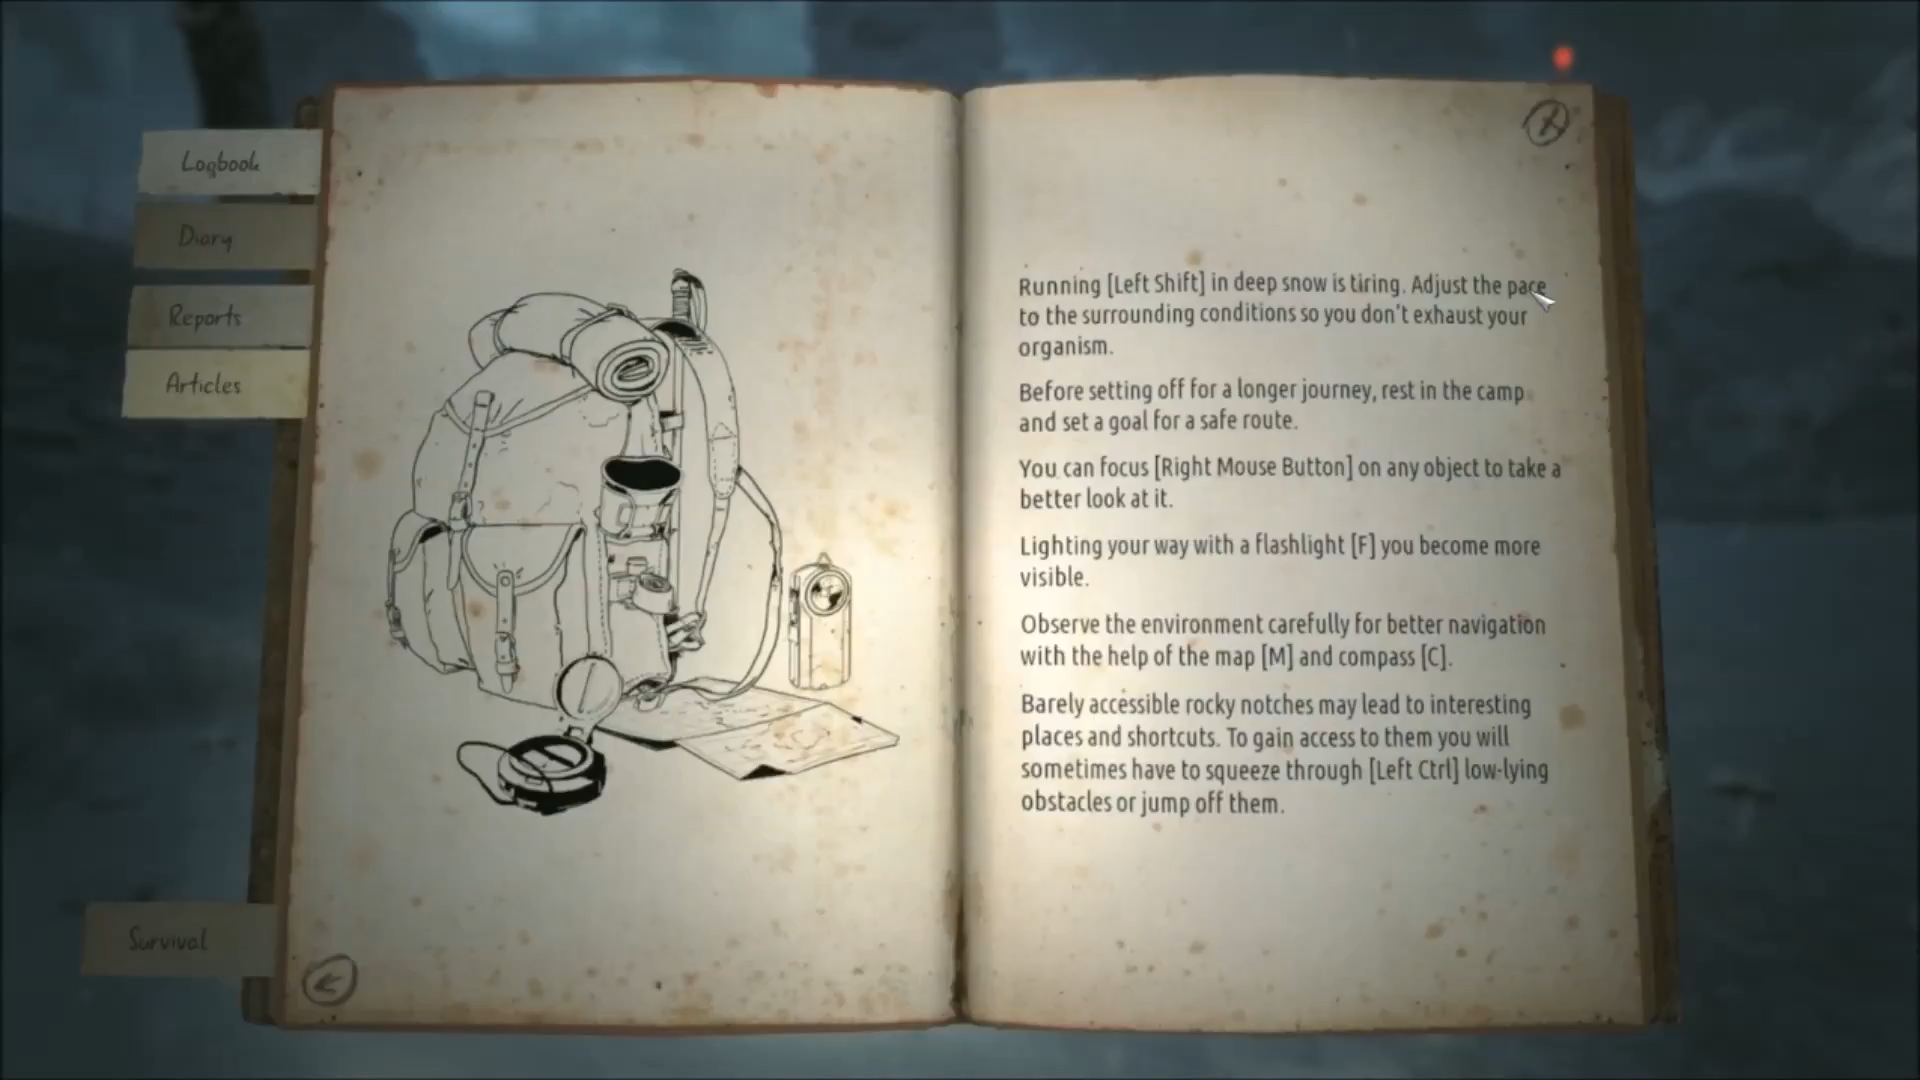 Logbook
Diary
Reports
Articles
Survival
Running [Left Shift] in deep snow is tiring. Adjust the pace
to the surrounding conditions so you don't exhaust your
organism.
Before setting off for a longer journey, rest in the camp
and set a goal for a safe route.
You can focus [Right Mouse Button] on any object to take a
better look at it.
Lighting your way with a flashlight [F] you become more
visible.
Observe the environment carefully for better navigation
with the help of the map [M] and compass [C].
Barely accessible rocky notches may lead to interesting
places and shortcuts. To gain access to them you will
sometimes have to squeeze through [Left Ctrl] low-lying
obstacles or jump off them.